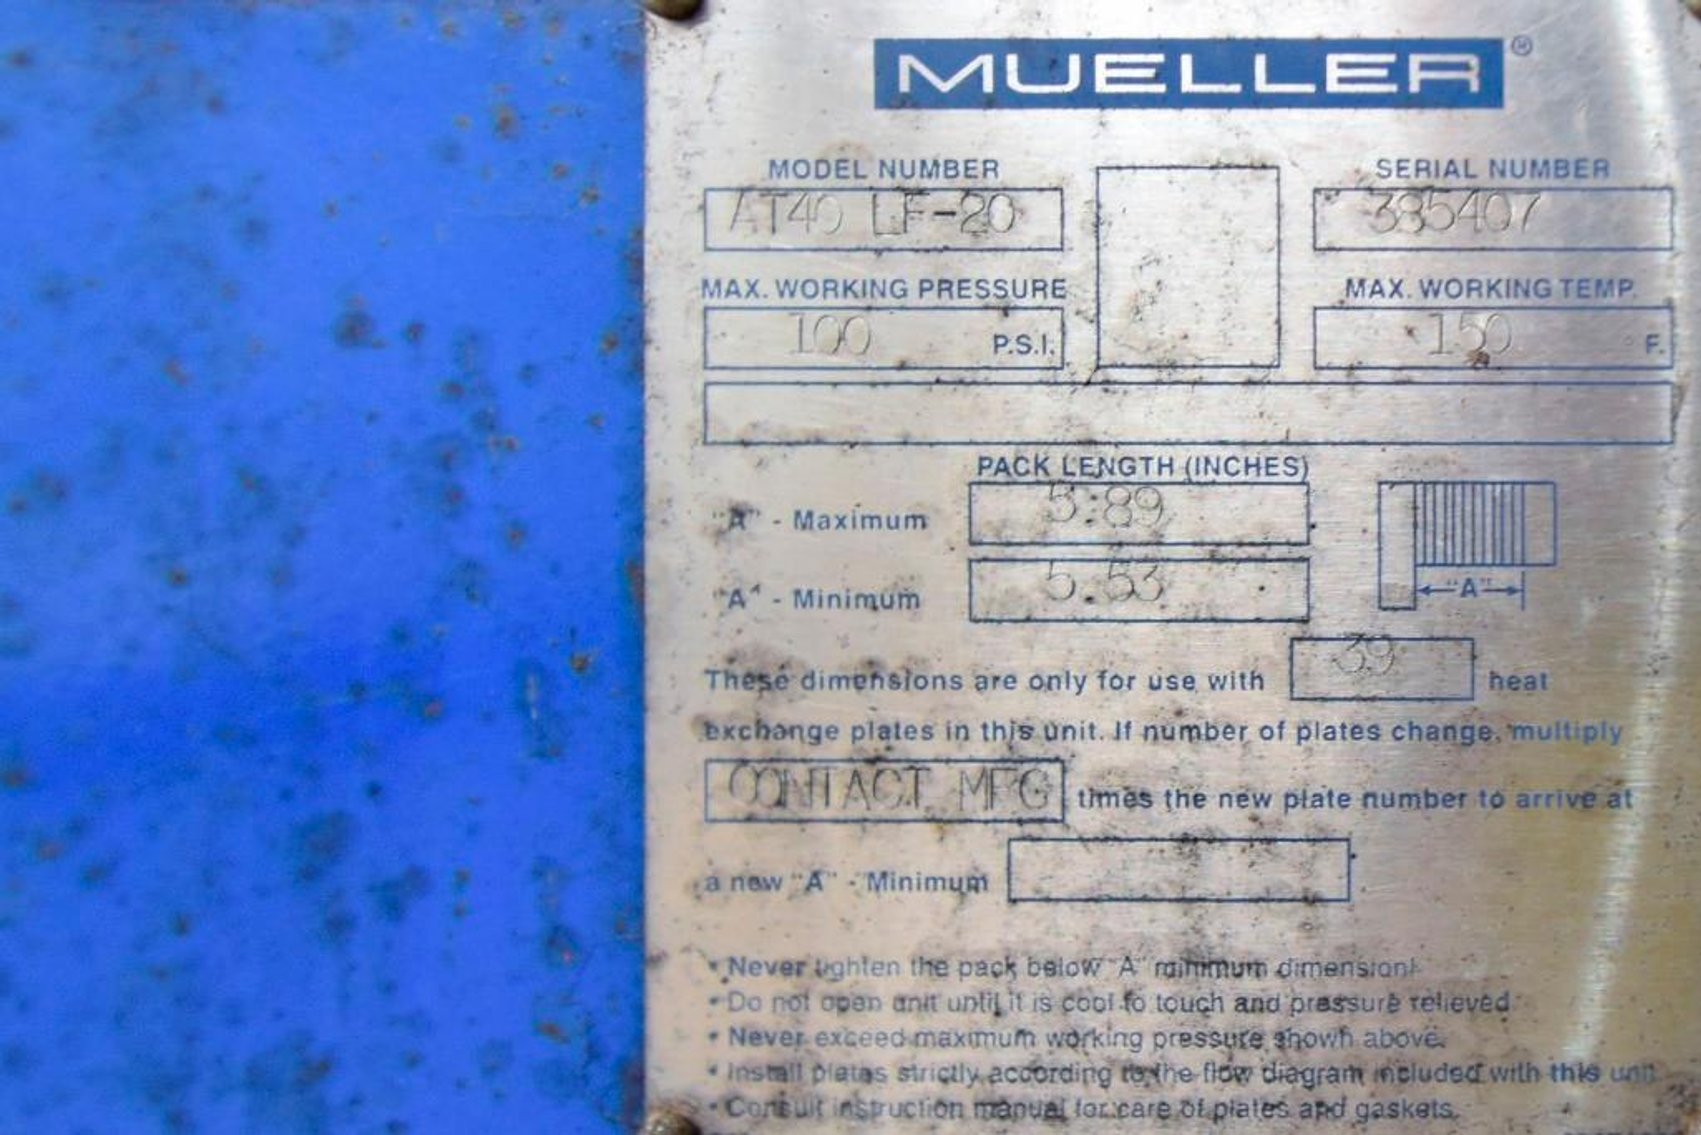 MUELLER®
MODEL NUMBER SERIAL NUMBER
AT40 LF-20 385407
MAX. WORKING PRESSURE MAX. WORKING TEMP.
100 P.S.I. 150 F.
PACK LENGTH (INCHES)
"A" - Maximum 5.89
"A" - Minimum 5.53
"A"
These dimensions are only for use with 39 heat
exchange plates in this unit. If number of plates change, multiply
CONTACT MFG times the new plate number to arrive at
a new "A" - Minimum
• Never tighten the pack below "A" minimum dimension!
• Do not open unit until it is cool to touch and pressure relieved.
• Never exceed maximum working pressure shown above.
• Install plates strictly according to the flow diagram included with this unit.
• Consult instruction manual for care of plates and gaskets.